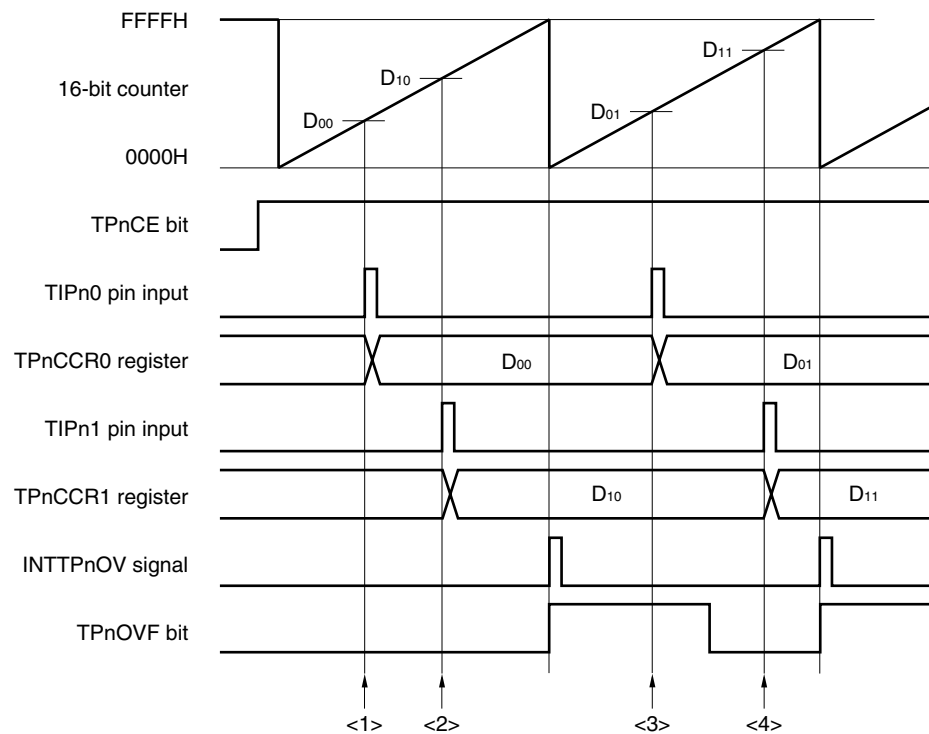 FFFFH
D11
D10
16-bit counter
D01
D00
0000H
TPnCE bit
TIPn0 pin input
TPnCCR0 register
D00
D01
TIPn1 pin input
TPnCCR1 register
D10
D11
INTTPnOV signal
TPnOVF bit
<1> <2> <3> <4>